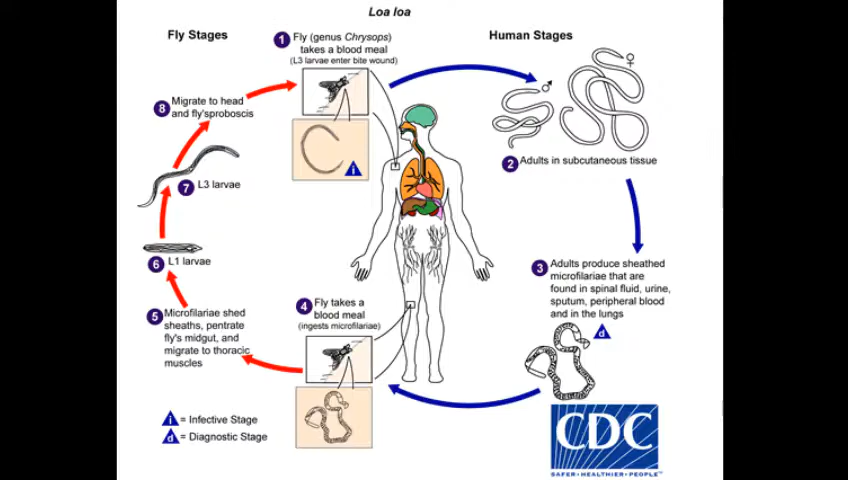 Loa loa
Fly Stages
Human Stages
1 Fly (genus Chrysops)
takes a blood meal
(L3 larvae enter bite wound)
i
♂
♀
2 Adults in subcutaneous tissue
3 Adults produce sheathed
microfilariae that are
found in spinal fluid, urine,
sputum, peripheral blood
and in the lungs
d
4 Fly takes a
blood meal
(ingests microfilariae)
5 Microfilariae shed
sheaths, pentrate
fly's midgut, and
migrate to thoracic
muscles
6 L1 larvae
7 L3 larvae
8 Migrate to head
and fly'sproboscis
i = Infective Stage
d = Diagnostic Stage
CDC
SAFER • HEALTHIER • PEOPLE™